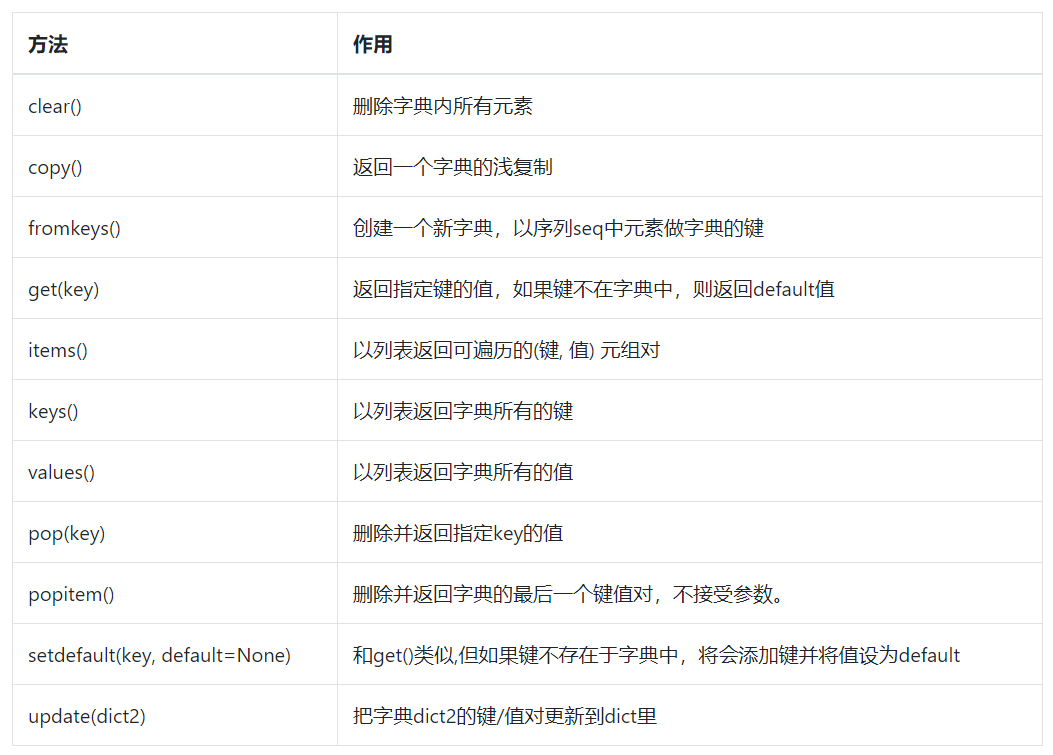 方法 作用
clear() 删除字典内所有元素
copy() 返回一个字典的浅复制
fromkeys() 创建一个新字典，以序列seq中元素做字典的键
get(key) 返回指定键的值，如果键不在字典中，则返回default值
items() 以列表返回可遍历的(键, 值) 元组对
keys() 以列表返回字典所有的键
values() 以列表返回字典所有的值
pop(key) 删除并返回指定key的值
popitem() 删除并返回字典的最后一个键值对，不接受参数。
setdefault(key, default=None) 和get()类似,但如果键不存在于字典中，将会添加键并将值设为default
update(dict2) 把字典dict2的键/值对更新到dict里